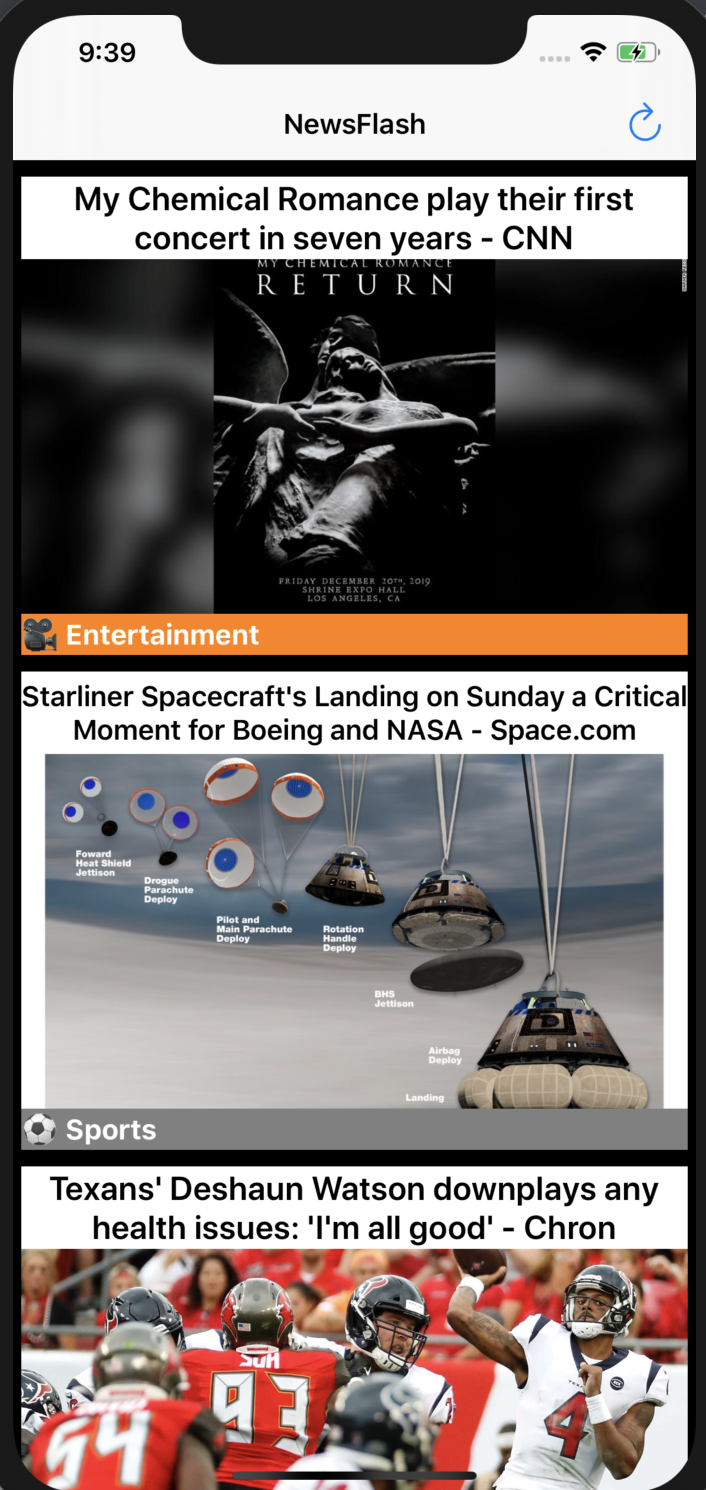 9:39
NewsFlash
My Chemical Romance play their first
concert in seven years - CNN
MY CHEMICAL ROMANCE
RETURN
FRIDAY DECEMBER 20TH, 2019
SHRINE EXPO HALL
LOS ANGELES, CA
Entertainment
Starliner Spacecraft's Landing on Sunday a Critical
Moment for Boeing and NASA - Space.com
Foward
Heat Shield
Jettison
Drogue
Parachute
Deploy
Pilot and
Main Parachute
Deploy
Rotation
Handle
Deploy
BHS
Jettison
Airbag
Deploy
Landing
Sports
Texans' Deshaun Watson downplays any
health issues: 'I'm all good' - Chron
SUH
93
54
4